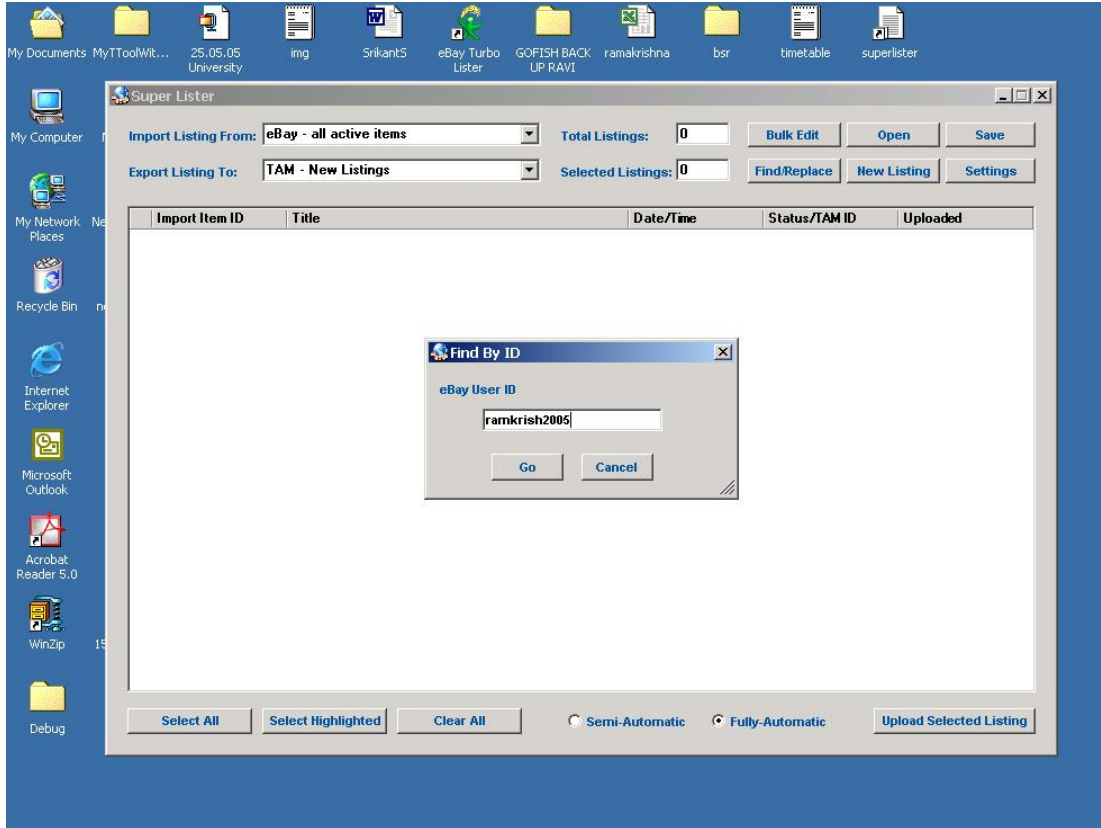 My Documents
MyTToolWit...
25.05.05
University
img
Srikant5
eBay Turbo
Lister
GOFISH BACK
UP RAVI
ramakrishna
bsr
timetable
superlister
My Computer
My Network
Places
Recycle Bin
Internet
Explorer
Microsoft
Outlook
Acrobat
Reader 5.0
WinZip
Debug
Super Lister
Import Listing From: eBay - all active items Total Listings: 0 Bulk Edit Open Save
Export Listing To: TAM - New Listings Selected Listings: 0 Find/Replace New Listing Settings
Import Item ID Title Date/Time Status/TAM ID Uploaded
Find By ID
eBay User ID
ramkrish2005
Go Cancel
Select All Select Highlighted Clear All Semi-Automatic Fully-Automatic Upload Selected Listing